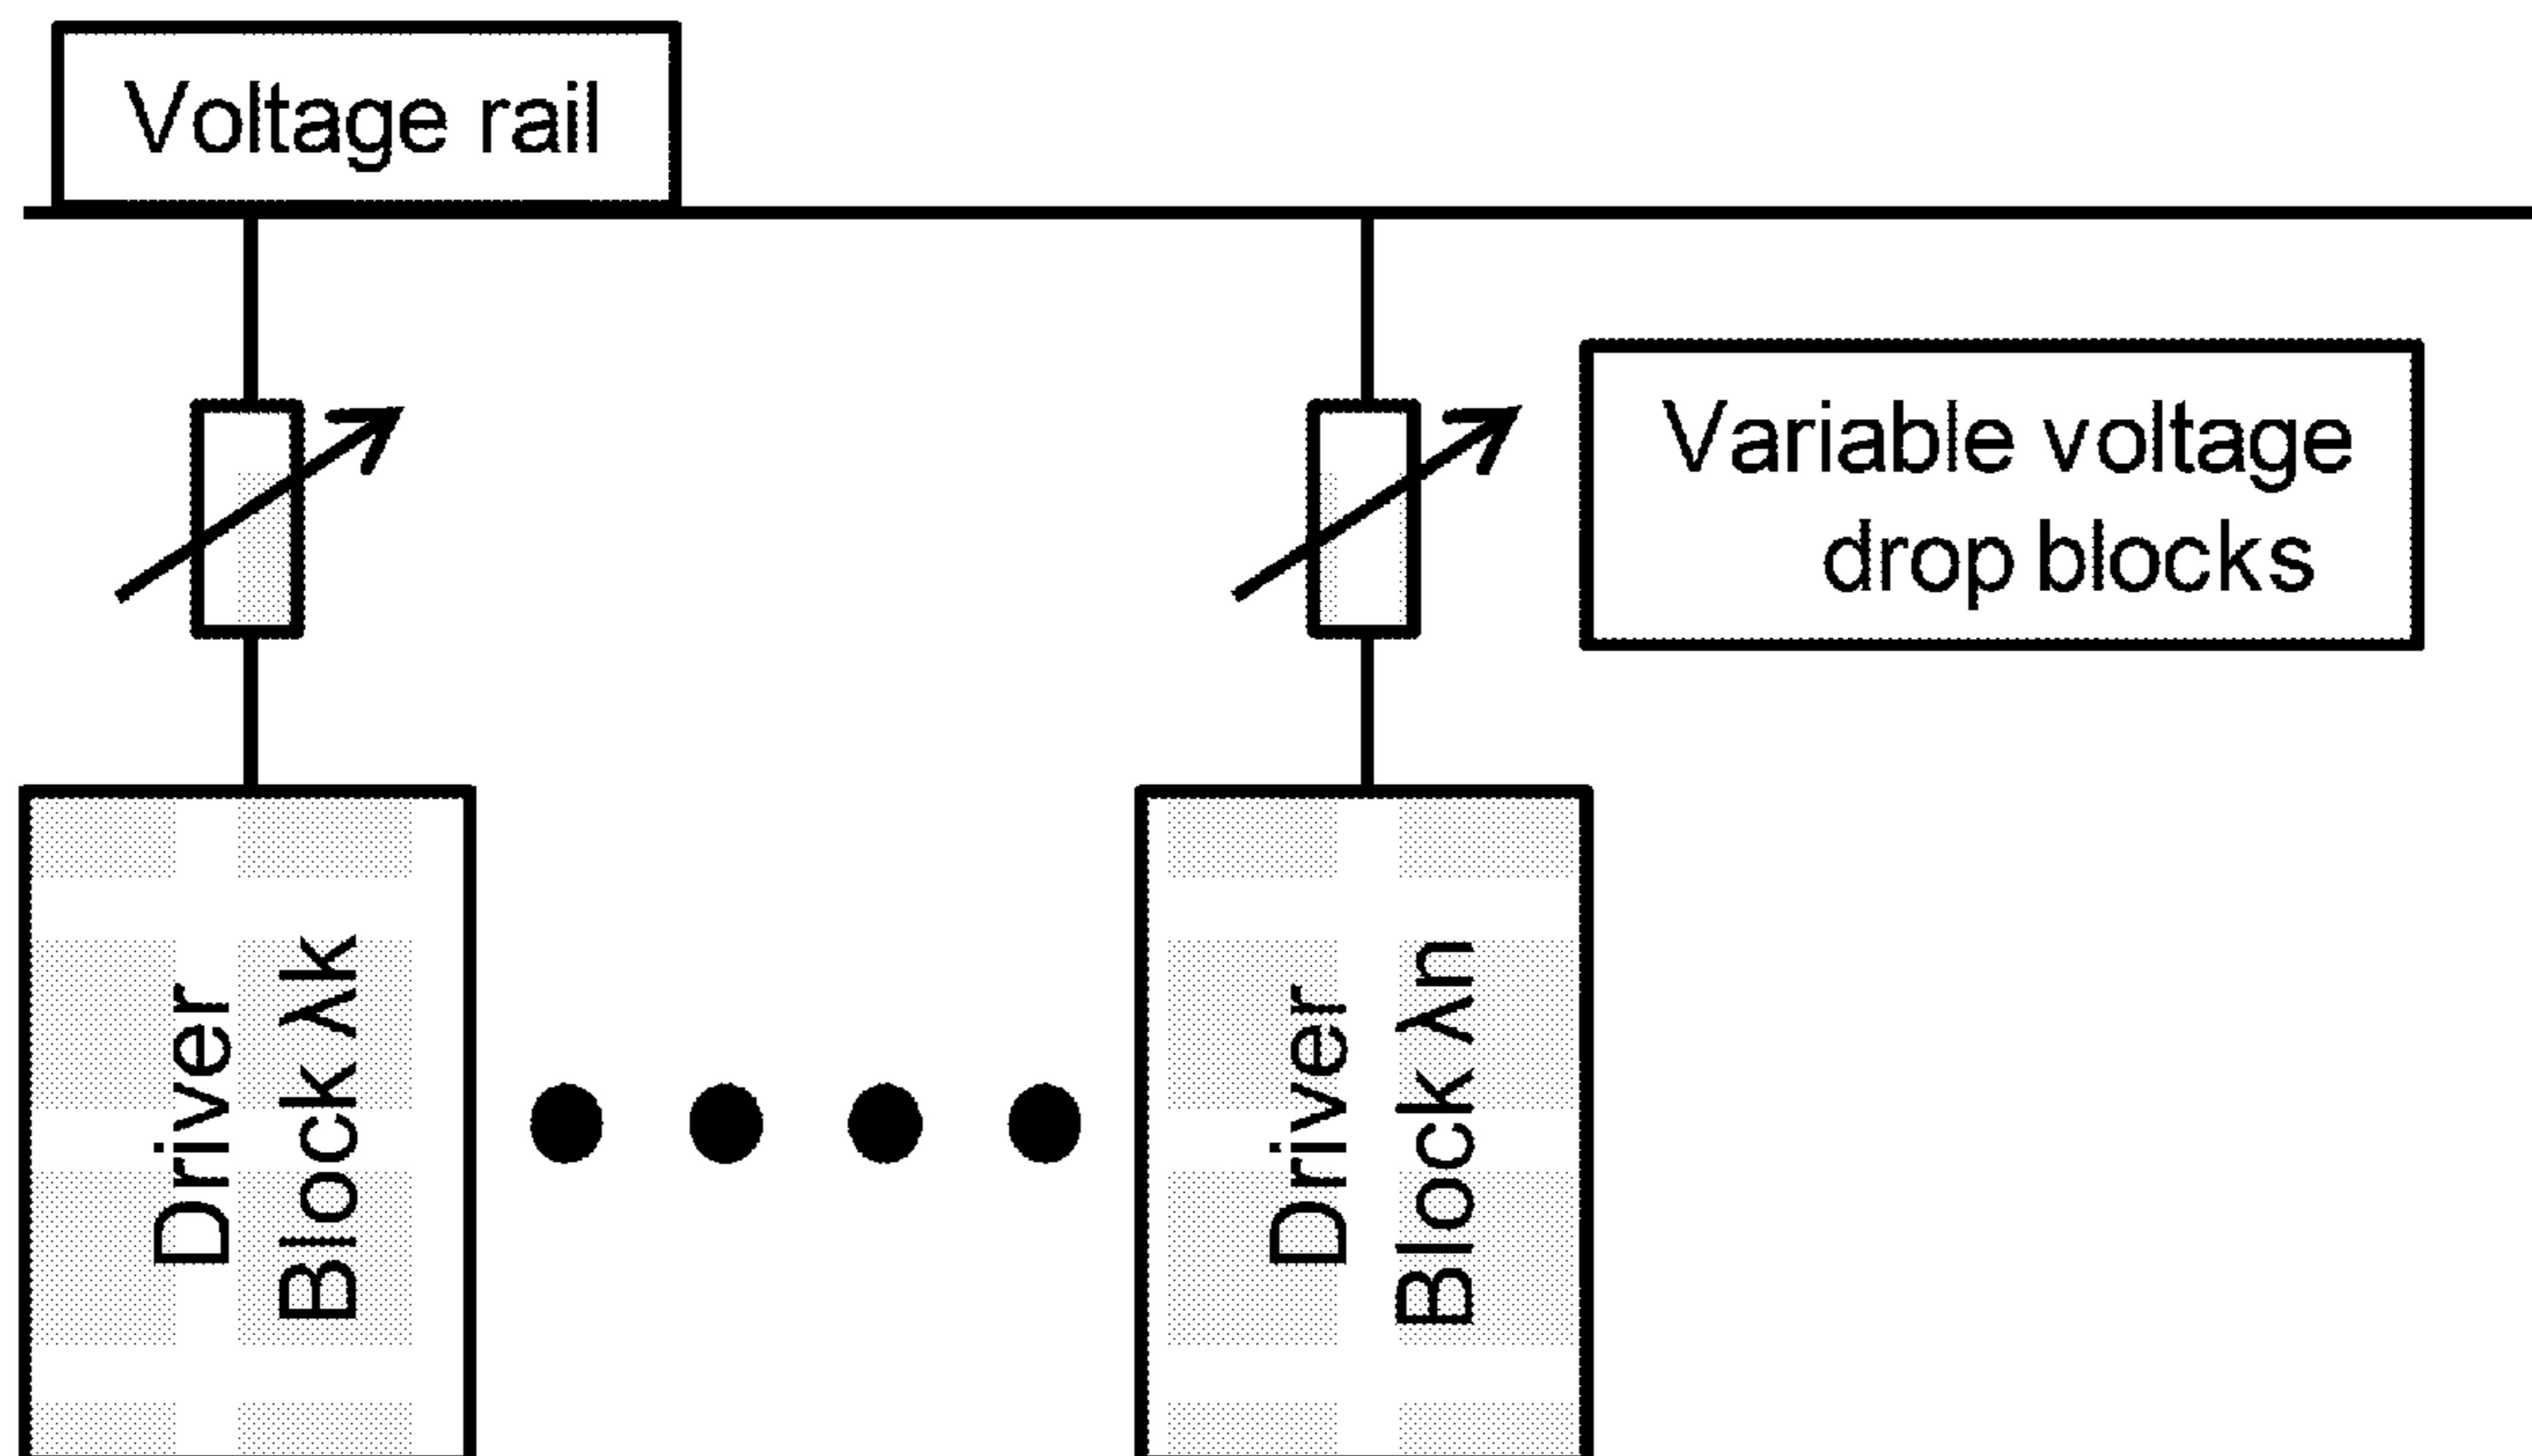 Voltage rail
Variable voltage
drop blocks
Driver
Block λk
Driver
Block λn